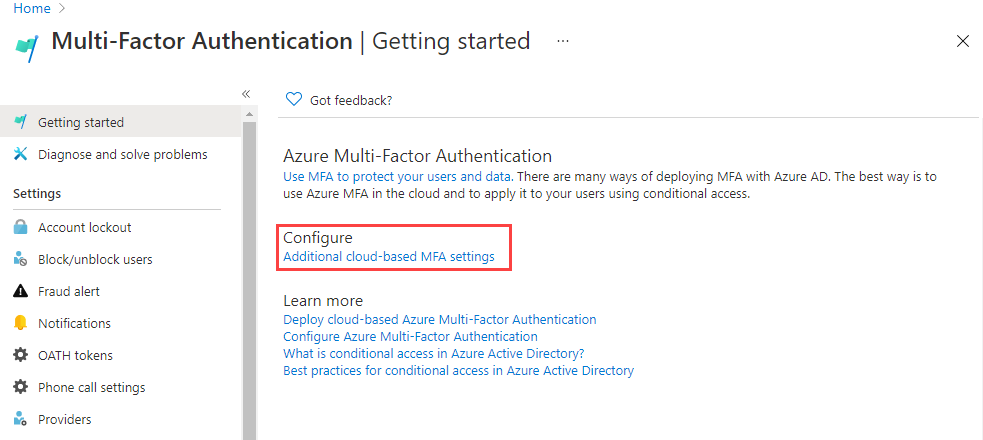 Home
Multi-Factor Authentication | Getting started ...
«
Getting started
Diagnose and solve problems
Settings
Account lockout
Block/unblock users
Fraud alert
Notifications
OATH tokens
Phone call settings
Providers
Got feedback?
Azure Multi-Factor Authentication
Use MFA to protect your users and data. There are many ways of deploying MFA with Azure AD. The best way is to
use Azure MFA in the cloud and to apply it to your users using conditional access.
Configure
Additional cloud-based MFA settings
Learn more
Deploy cloud-based Azure Multi-Factor Authentication
Configure Azure Multi-Factor Authentication
What is conditional access in Azure Active Directory?
Best practices for conditional access in Azure Active Directory